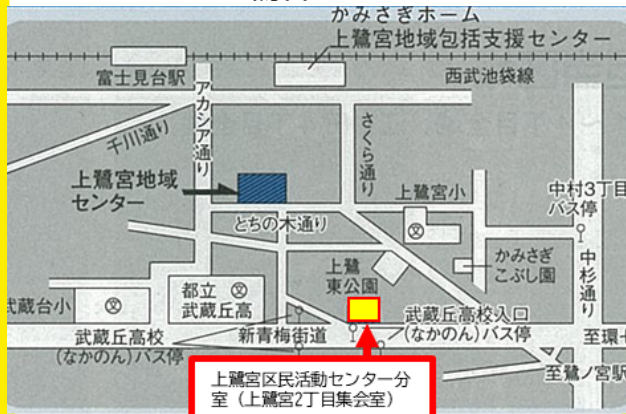 かみさぎホーム
上鷺宮地域包括支援センター
富士見台駅
西武池袋線
アカシア通り
千川通り
さくら通り
上鷺宮地域
センター
上鷺宮小
中村3丁目
バス停
とちの木通り
中杉通り
上鷺
東公園
かみさぎ
こぶし園
都立
武蔵丘高
武蔵台小
武蔵丘高校
(なかのん)バス停
新青梅街道
武蔵丘高校入口
(なかのん)バス停
至環七
至鷺ノ宮駅
上鷺宮区民活動センター分
室(上鷺宮2丁目集会室)